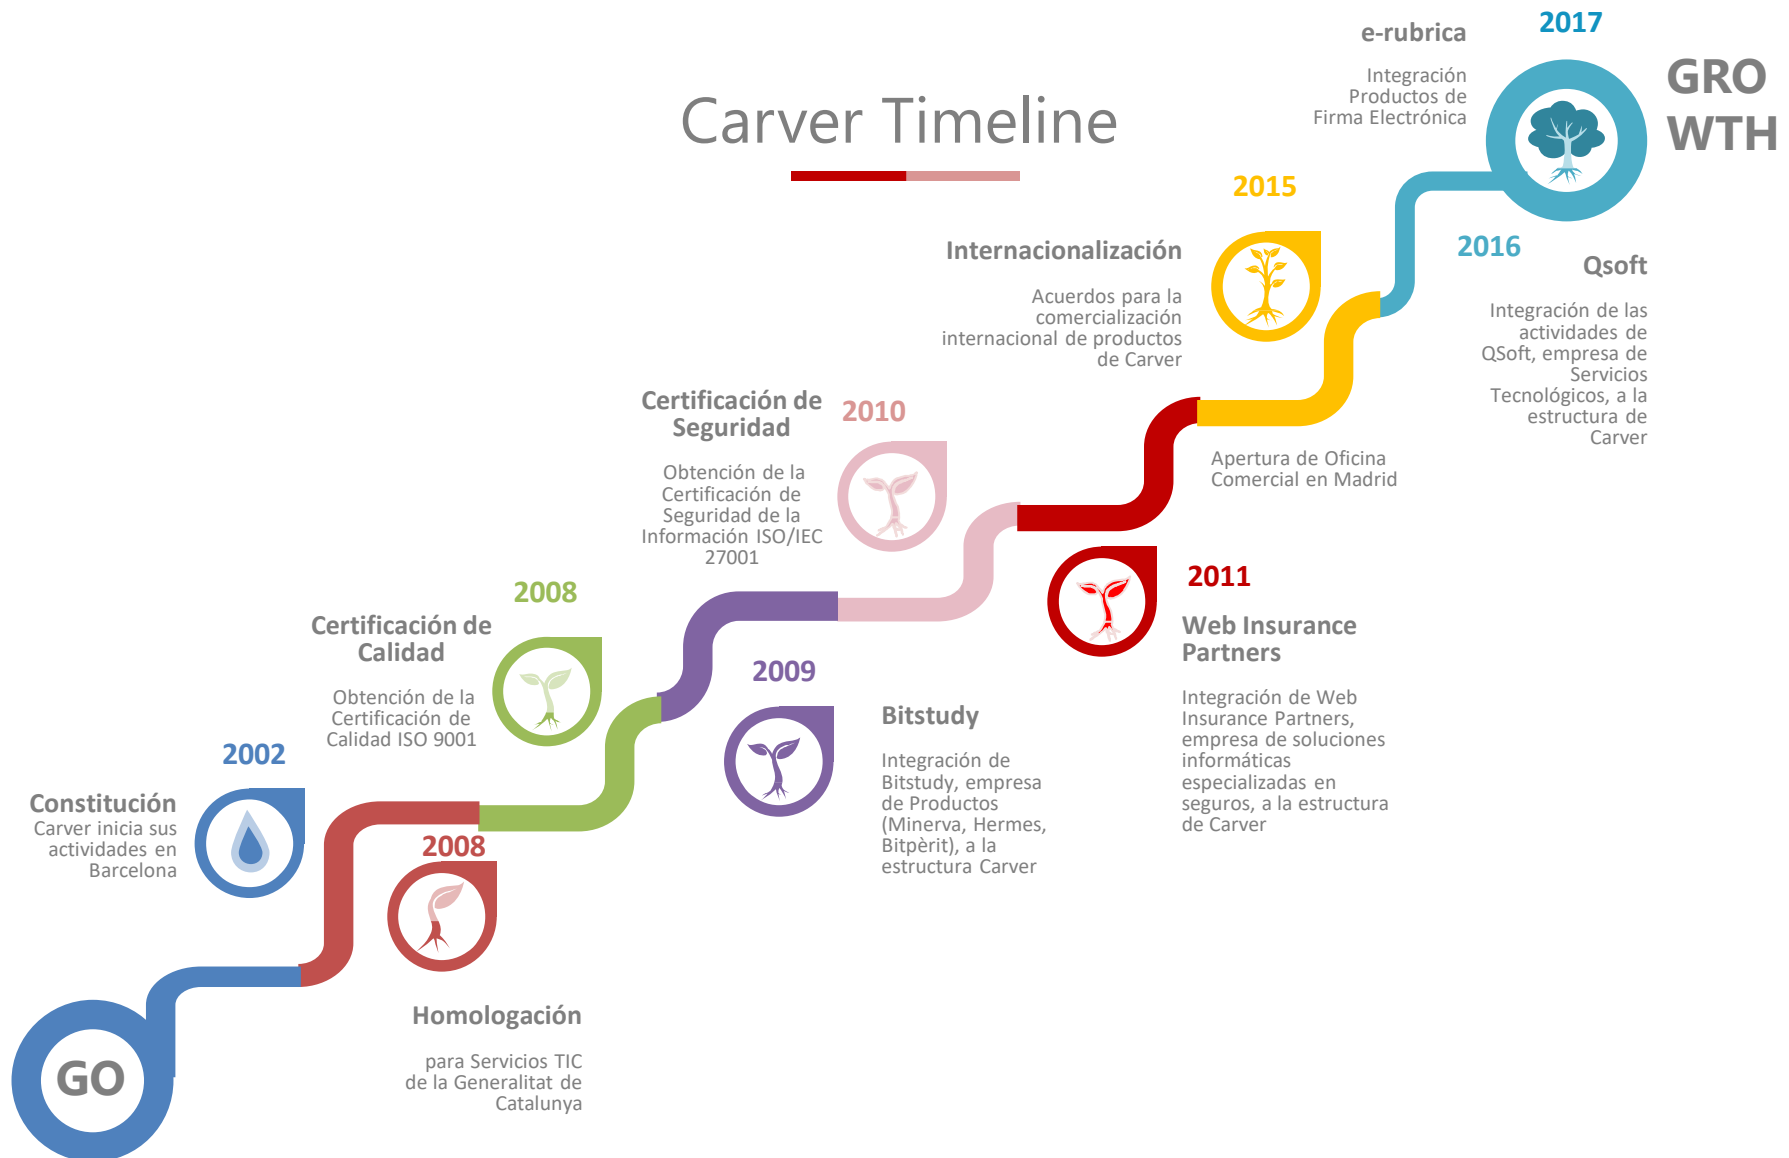 Carver Timeline
GO
2002
Constitución
Carver inicia sus
actividades en
Barcelona
2008
Homologación
para Servicios TIC
de la Generalitat de
Catalunya
2008
Certificación de
Calidad
Obtención de la
Certificación de
Calidad ISO 9001
2009
Bitstudy
Integración de
Bitstudy, empresa
de Productos
(Minerva, Hermes,
Bitpèrit), a la
estructura Carver
2010
Certificación de
Seguridad
Obtención de la
Certificación de
Seguridad de la
Información ISO/IEC
27001
2011
Web Insurance
Partners
Integración de Web
Insurance Partners,
empresa de soluciones
informáticas
especializadas en
seguros, a la estructura
de Carver
2015
Internacionalización
Acuerdos para la
comercialización
internacional de productos
de Carver
Apertura de Oficina
Comercial en Madrid
2016
Qsoft
Integración de las
actividades de
QSoft, empresa de
Servicios
Tecnológicos, a la
estructura de
Carver
2017
e-rubrica
Integración
Productos de
Firma Electrónica
GRO
WTH